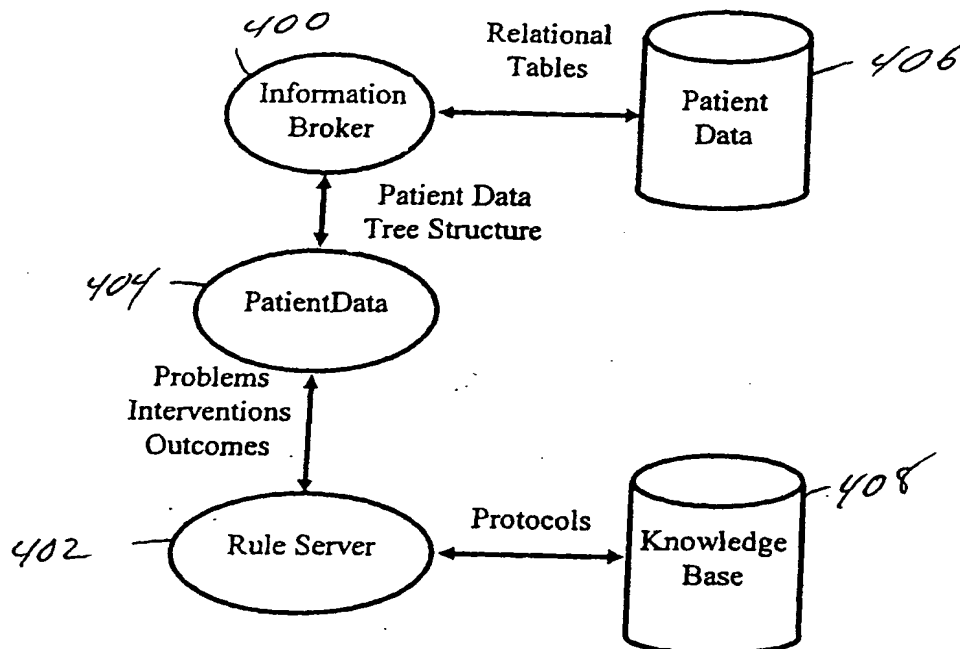 400
Relational
Tables
406
Information
Broker
Patient
Data
Patient Data
Tree Structure
404
PatientData
Problems
Interventions
Outcomes
408
Protocols
402
Rule Server
Knowledge
Base